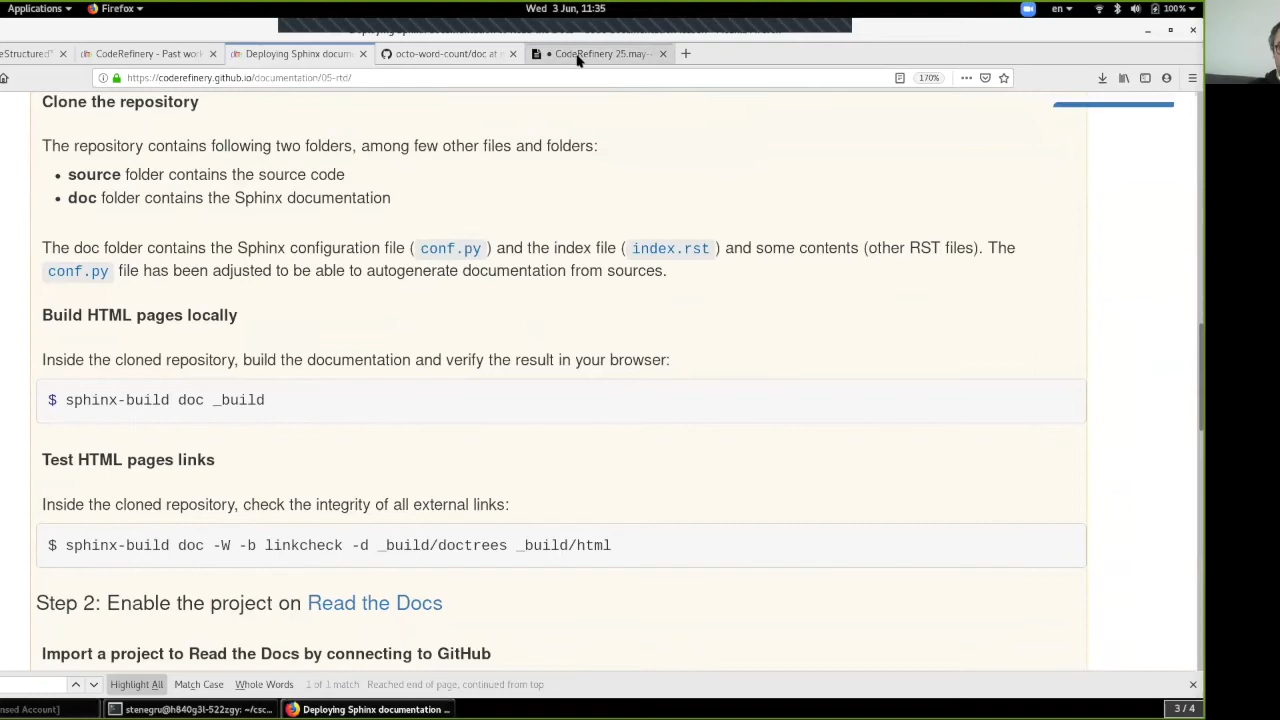 Applications
Firefox
Wed 3 Jun, 11:35
en
100 %
eStructured"
CodeRefinery - Past wor
Deploying Sphinx docum
octo-word-count/doc at
CodeRefinery 25.may-
https://coderefinery.github.io/documentation/05-rtd/
170%
Clone the repository
The repository contains following two folders, among few other files and folders:
• source folder contains the source code
• doc folder contains the Sphinx documentation
The doc folder contains the Sphinx configuration file ( conf.py ) and the index file ( index.rst ) and some contents (other RST files). The
conf.py file has been adjusted to be able to autogenerate documentation from sources.
Build HTML pages locally
Inside the cloned repository, build the documentation and verify the result in your browser:
$ sphinx-build doc _build
Test HTML pages links
Inside the cloned repository, check the integrity of all external links:
$ sphinx-build doc -W -b linkcheck -d _build/doctrees _build/html
Step 2: Enable the project on Read the Docs
Import a project to Read the Docs by connecting to GitHub
Highlight All
Match Case
Whole Words
1 of 1 match
Reached end of page, continued from top
nsed Account]
stenegru@h840g3l-522zgy: ~/csc...
Deploying Sphinx documentation ...
3 / 4